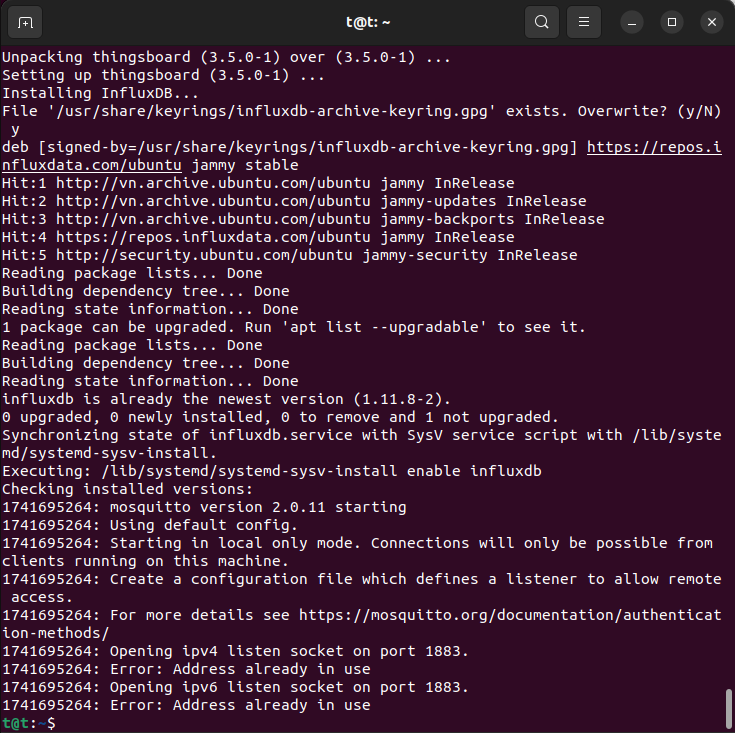 t@t: ~
Unpacking thingsboard (3.5.0-1) over (3.5.0-1) ...
Setting up thingsboard (3.5.0-1) ...
Installing InfluxDB...
File '/usr/share/keyrings/influxdb-archive-keyring.gpg' exists. Overwrite? (y/N)
 y
deb [signed-by=/usr/share/keyrings/influxdb-archive-keyring.gpg] https://repos.i
nfluxdata.com/ubuntu jammy stable
Hit:1 http://vn.archive.ubuntu.com/ubuntu jammy InRelease
Hit:2 http://vn.archive.ubuntu.com/ubuntu jammy-updates InRelease
Hit:3 http://vn.archive.ubuntu.com/ubuntu jammy-backports InRelease
Hit:4 https://repos.influxdata.com/ubuntu jammy InRelease
Hit:5 http://security.ubuntu.com/ubuntu jammy-security InRelease
Reading package lists... Done
Building dependency tree... Done
Reading state information... Done
1 package can be upgraded. Run 'apt list --upgradable' to see it.
Reading package lists... Done
Building dependency tree... Done
Reading state information... Done
influxdb is already the newest version (1.11.8-2).
0 upgraded, 0 newly installed, 0 to remove and 1 not upgraded.
Synchronizing state of influxdb.service with SysV service script with /lib/syste
md/systemd-sysv-install.
Executing: /lib/systemd/systemd-sysv-install enable influxdb
Checking installed versions:
1741695264: mosquitto version 2.0.11 starting
1741695264: Using default config.
1741695264: Starting in local only mode. Connections will only be possible from
clients running on this machine.
1741695264: Create a configuration file which defines a listener to allow remote
 access.
1741695264: For more details see https://mosquitto.org/documentation/authenticat
ion-methods/
1741695264: Opening ipv4 listen socket on port 1883.
1741695264: Error: Address already in use
1741695264: Opening ipv6 listen socket on port 1883.
1741695264: Error: Address already in use
t@t:~$